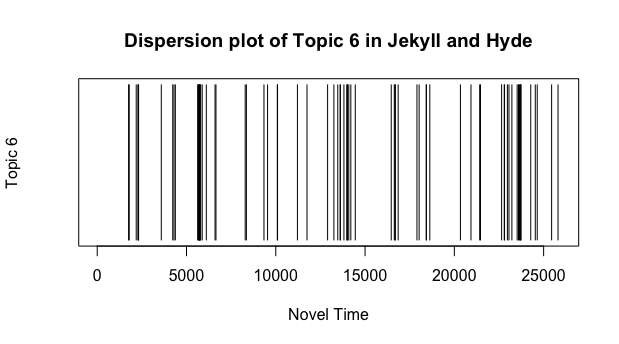 Dispersion plot of Topic 6 in Jekyll and Hyde
Topic 6
0 5000 10000 15000 20000 25000
Novel Time